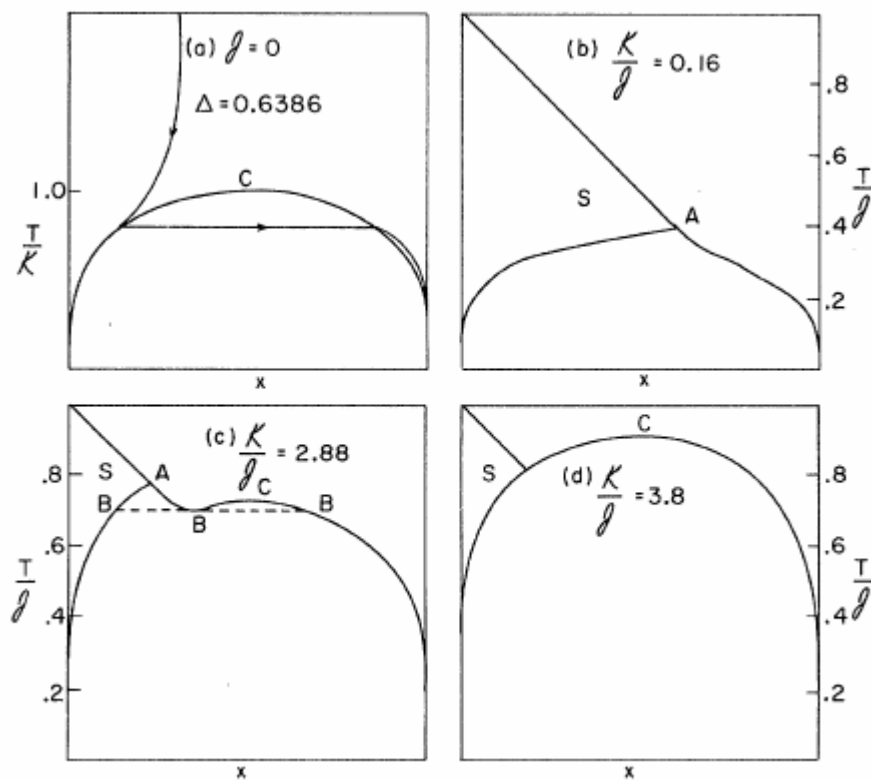 (a) 𝒥 = 0
Δ = 0.6386
C
1.0
T/𝒦
x
(b) 𝒦/𝒥 = 0.16
S
A
.8
.6
.4
.2
T/𝒥
x
(c) 𝒦/𝒥 = 2.88
S
A
B
B
C
B
.8
.6
.4
.2
T/𝒥
x
(d) 𝒦/𝒥 = 3.8
C
S
.8
.6
.4
.2
T/𝒥
x